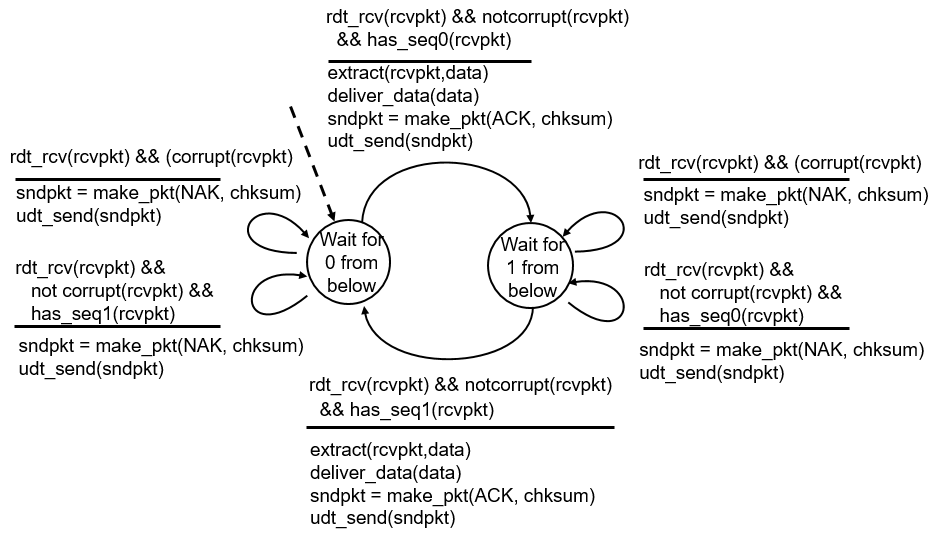 rdt_rcv(rcvpkt) && notcorrupt(rcvpkt)
&& has_seq0(rcvpkt)
extract(rcvpkt,data)
deliver_data(data)
sndpkt = make_pkt(ACK, chksum)
udt_send(sndpkt)
rdt_rcv(rcvpkt) && (corrupt(rcvpkt)
sndpkt = make_pkt(NAK, chksum)
udt_send(sndpkt)
rdt_rcv(rcvpkt) &&
not corrupt(rcvpkt) &&
has_seq1(rcvpkt)
sndpkt = make_pkt(NAK, chksum)
udt_send(sndpkt)
Wait for
0 from
below
Wait for
1 from
below
rdt_rcv(rcvpkt) && (corrupt(rcvpkt)
sndpkt = make_pkt(NAK, chksum)
udt_send(sndpkt)
rdt_rcv(rcvpkt) &&
not corrupt(rcvpkt) &&
has_seq0(rcvpkt)
sndpkt = make_pkt(NAK, chksum)
udt_send(sndpkt)
rdt_rcv(rcvpkt) && notcorrupt(rcvpkt)
&& has_seq1(rcvpkt)
extract(rcvpkt,data)
deliver_data(data)
sndpkt = make_pkt(ACK, chksum)
udt_send(sndpkt)